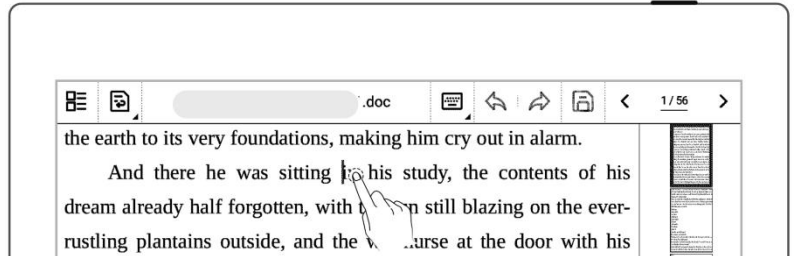 .doc
1 / 56
the earth to its very foundations, making him cry out in alarm.
And there he was sitting his study, the contents of his
dream already half forgotten, with still blazing on the ever-
rustling plantains outside, and the at the door with his